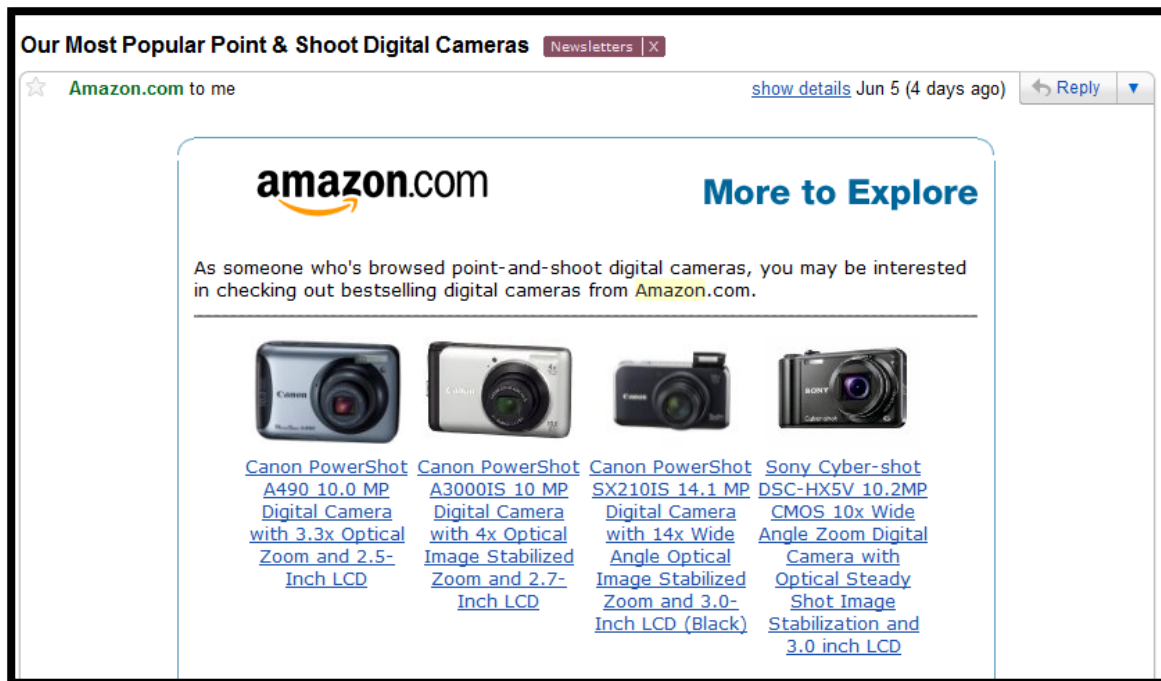 Our Most Popular Point & Shoot Digital Cameras Newsletters | X
Amazon.com to me show details Jun 5 (4 days ago) Reply
amazon.com More to Explore
As someone who's browsed point-and-shoot digital cameras, you may be interested
in checking out bestselling digital cameras from Amazon.com.
Canon
Canon
Canon
SONY
Cyber-shot
Canon PowerShot
A490 10.0 MP
Digital Camera
with 3.3x Optical
Zoom and 2.5-
Inch LCD
Canon PowerShot
A3000IS 10 MP
Digital Camera
with 4x Optical
Image Stabilized
Zoom and 2.7-
Inch LCD
Canon PowerShot
SX210IS 14.1 MP
Digital Camera
with 14x Wide
Angle Optical
Image Stabilized
Zoom and 3.0-
Inch LCD (Black)
Sony Cyber-shot
DSC-HX5V 10.2MP
CMOS 10x Wide
Angle Zoom Digital
Camera with
Optical Steady
Shot Image
Stabilization and
3.0 inch LCD